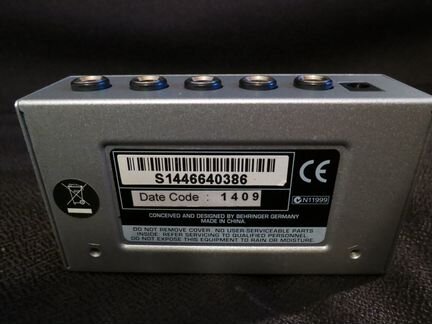 S1446640386
Date Code : 1409
CE
N11999
CONCEIVED AND DESIGNED BY BEHRINGER GERMANY
MADE IN CHINA.
DO NOT REMOVE COVER. NO USER-SERVICEABLE PARTS
INSIDE. REFER SERVICING TO QUALIFIED PERSONNEL.
DO NOT EXPOSE THIS EQUIPMENT TO RAIN OR MOISTURE.